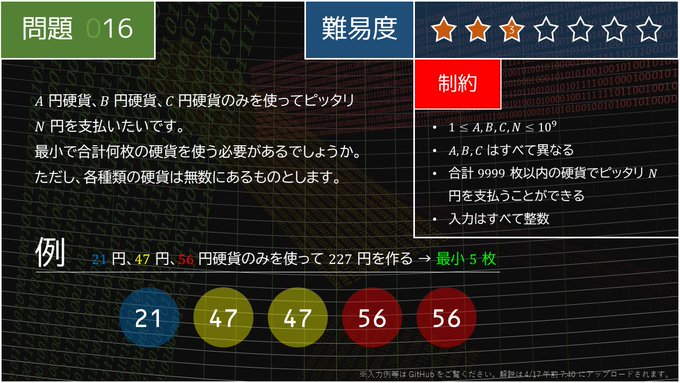 問題 016
難易度
5
制約
A 円硬貨、B 円硬貨、C 円硬貨のみを使ってピッタリ
N 円を支払いたいです。
最小で合計何枚の硬貨を使う必要があるでしょうか。
ただし、各種類の硬貨は無数にあるものとします。
• 1 ≤ A, B, C, N ≤ 10⁹
• A, B, C はすべて異なる
• 合計 9999 枚以内の硬貨でピッタリ N
円を支払うことができる
• 入力はすべて整数
例 21 円、47 円、56 円硬貨のみを使って 227 円を作る → 最小 5 枚
21 47 47 56 56
※入力例等は GitHub をご覧ください。解説は 4/17 午前 7:40 にアップロードされます。